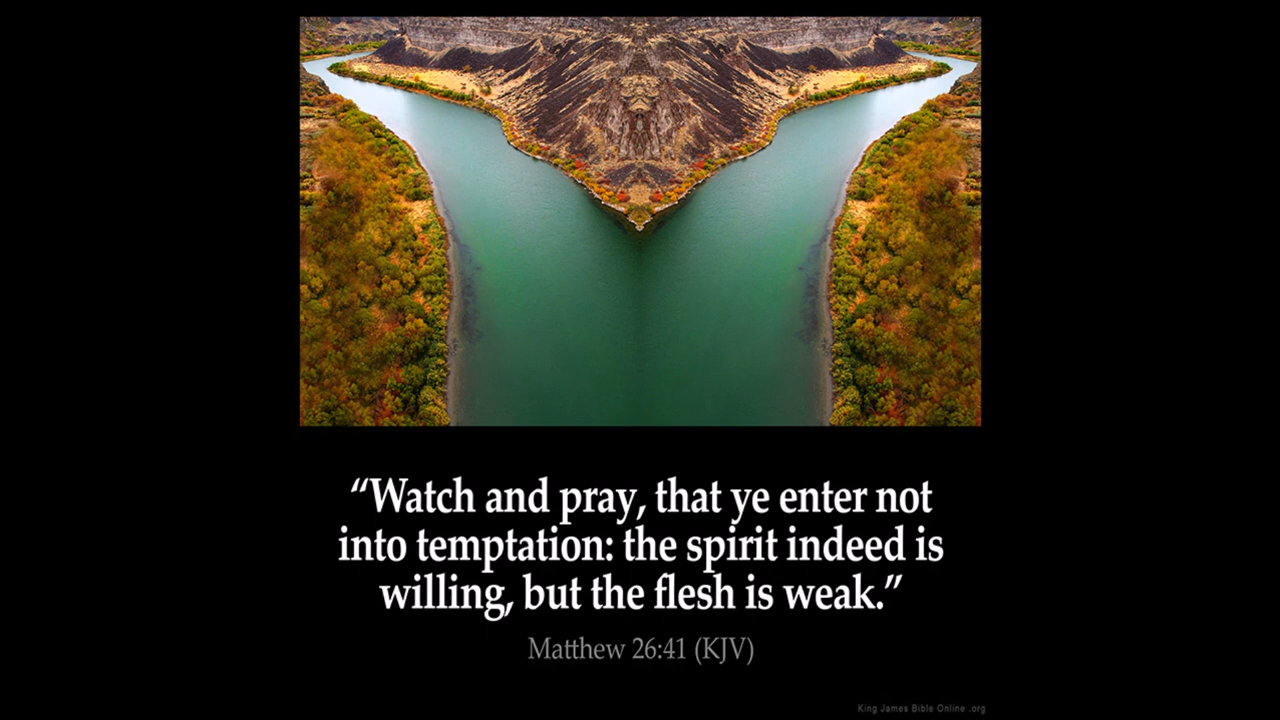 “Watch and pray, that ye enter not
into temptation: the spirit indeed is
willing, but the flesh is weak.”
Matthew 26:41 (KJV)
King James Bible Online .org